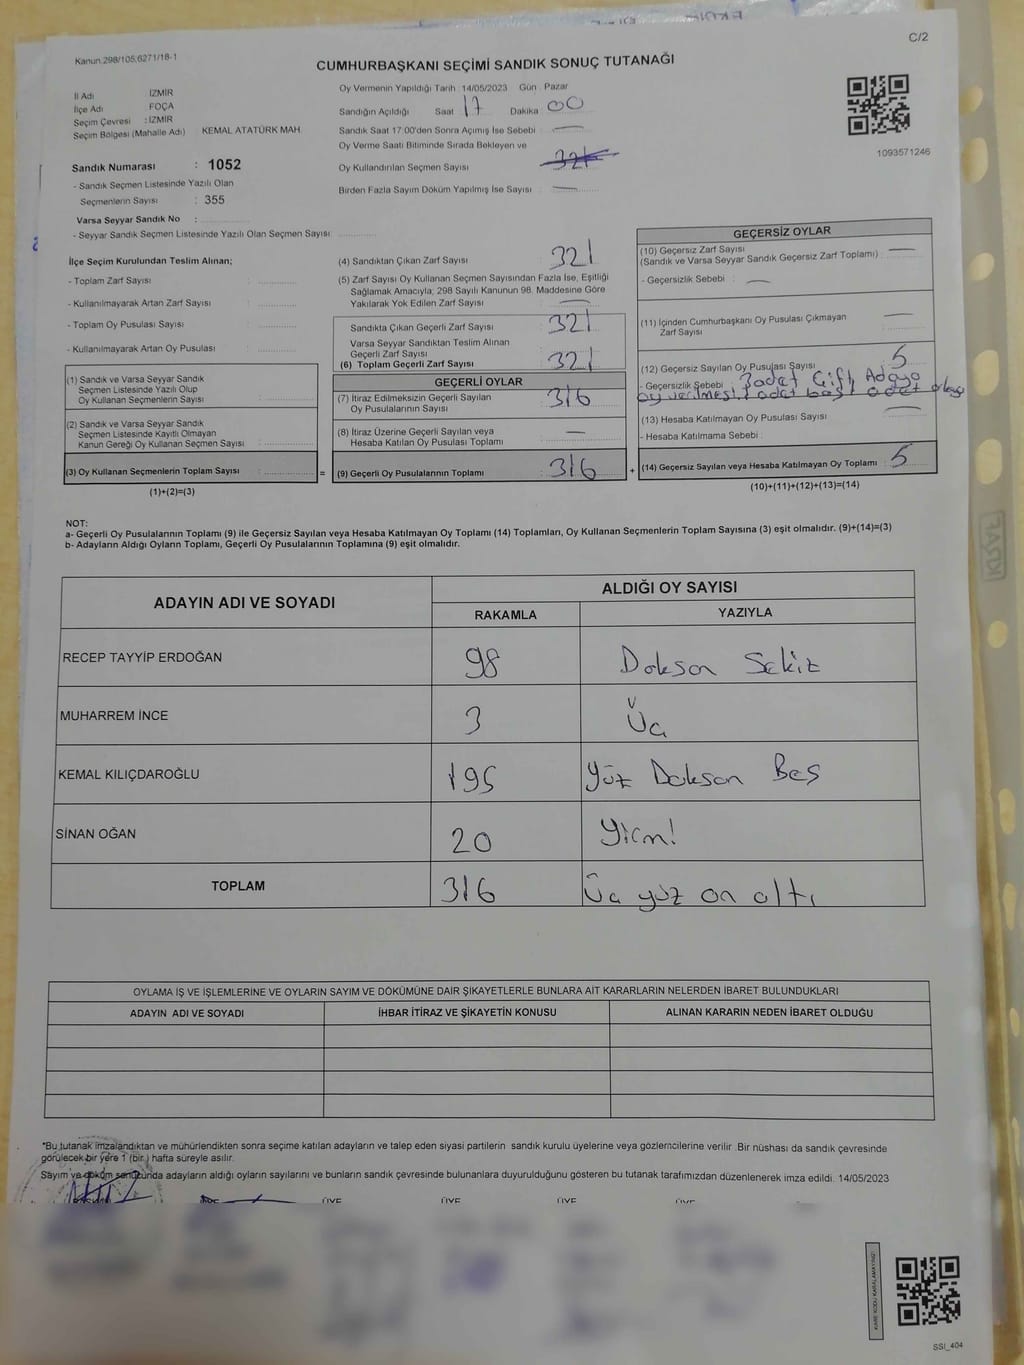 C/2
Kanun.298/105,6271/18-1
CUMHURBAŞKANI SEÇİMİ SANDIK SONUÇ TUTANAĞI
İl Adı İZMİR
İlçe Adı FOÇA
Seçim Çevresi : İZMİR
Seçim Bölgesi (Mahalle Adı) : KEMAL ATATÜRK MAH.
Sandık Numarası : 1052
- Sandık Seçmen Listesinde Yazılı Olan
Seçmenlerin Sayısı : 355
Varsa Seyyar Sandık No :
- Seyyar Sandık Seçmen Listesinde Yazılı Olan Seçmen Sayısı
Oy Vermenin Yapıldığı Tarih : 14/05/2023 Gün : Pazar
Sandığın Açıldığı Saat 17 Dakika 00
Sandık Saat 17:00'den Sonra Açımış İse Sebebi —
Oy Verme Saati Bitiminde Sırada Bekleyen ve
Oy Kullandırılan Seçmen Sayısı
Birden Fazla Sayım Döküm Yapılmış İse Sayısı —
1093571246
İlçe Seçim Kurulundan Teslim Alınan;
- Toplam Zarf Sayısı :
- Kullanılmayarak Artan Zarf Sayısı :
- Toplam Oy Pusulası Sayısı :
- Kullanılmayarak Artan Oy Pusulası :
(1) Sandık ve Varsa Seyyar Sandık
Seçmen Listesinde Yazılı Olup
Oy Kullanan Seçmenlerin Sayısı
(2) Sandık ve Varsa Seyyar Sandık
Seçmen Listesinde Kayıtlı Olmayan
Kanun Gereği Oy Kullanan Seçmen Sayısı
(3) Oy Kullanan Seçmenlerin Toplam Sayısı : =
(1)+(2)=(3)
(4) Sandıktan Çıkan Zarf Sayısı : 321
(5) Zarf Sayısı Oy Kullanan Seçmen Sayısından Fazla İse, Eşitliği
Sağlamak Amacıyla; 298 Sayılı Kanunun 98. Maddesine Göre
Yakılarak Yok Edilen Zarf Sayısı —
Sandıkta Çıkan Geçerli Zarf Sayısı : 321
Varsa Seyyar Sandıktan Teslim Alınan
Geçerli Zarf Sayısı
(6) Toplam Geçerli Zarf Sayısı : 321
GEÇERLİ OYLAR
(7) İtiraz Edilmeksizin Geçerli Sayılan
Oy Pusulasının Sayısı : 316
(8) İtiraz Üzerine Geçerli Sayılan veya
Hesaba Katılan Oy Pusulası Toplamı —
(9) Geçerli Oy Pusulalarının Toplamı : 316 +
GEÇERSİZ OYLAR
(10) Geçersiz Zarf Sayısı —
(Sandık ve Varsa Seyyar Sandık Geçersiz Zarf Toplamı)
- Geçersizlik Sebebi : —
(11) İçinden Cumhurbaşkanı Oy Pusulası Çıkmayan
Zarf Sayısı —
(12) Geçersiz Sayılan Oy Pusulası Sayısı 5
- Geçersizlik Sebebi 3 adet Çift Adaya
oy verilmesi 1 adet boş 1 adet
(13) Hesaba Katılmayan Oy Pusulası Sayısı —
- Hesaba Katılmama Sebebi :
(14) Geçersiz Sayılan veya Hesaba Katılmayan Oy Toplamı : 5
(10)+(11)+(12)+(13)=(14)
NOT:
a- Geçerli Oy Pusulalarının Toplamı (9) ile Geçersiz Sayılan veya Hesaba Katılmayan Oy Toplamı (14) Toplamları, Oy Kullanan Seçmenlerin Toplam Sayısına (3) eşit olmalıdır. (9)+(14)=(3)
b- Adayların Aldığı Oyların Toplamı, Geçerli Oy Pusulalarının Toplamına (9) eşit olmalıdır.
ADAYIN ADI VE SOYADI ALDIĞI OY SAYISI
RAKAMLA YAZIYLA
RECEP TAYYİP ERDOĞAN 98 Doksan Sekiz
MUHARREM İNCE 3 Üç
KEMAL KILIÇDAROĞLU 195 Yüz Doksan Beş
SİNAN OĞAN 20 Yirmi
TOPLAM 316 Üç yüz on altı
OYLAMA İŞ VE İŞLEMLERİNE VE OYLARIN SAYIM VE DÖKÜMÜNE DAİR ŞİKAYETLERLE BUNLARA AİT KARARLARIN NELERDEN İBARET BULUNDUKLARI
ADAYIN ADI VE SOYADI İHBAR İTİRAZ VE ŞİKAYETİN KONUSU ALINAN KARARIN NEDEN İBARET OLDUĞU
*Bu tutanak imzalandıktan ve mühürlendikten sonra seçime katılan adayların ve talep eden siyasi partilerin sandık kurulu üyelerine veya gözlemcilerine verilir. Bir nüshası da sandık çevresinde
görülecek bir yere 1 (bir) hafta süreyle asılır.
Sayım ve döküm sonucunda adayların aldığı oyların sayılarını ve bunların sandık çevresinde bulunanlara duyurulduğunu gösteren bu tutanak tarafımızdan düzenlenerek imza edildi. 14/05/2023
ÜYE ÜYE ÜYE ÜYE
KARE KODU KARALAMAYINIZ!
SSI_404
KRAF